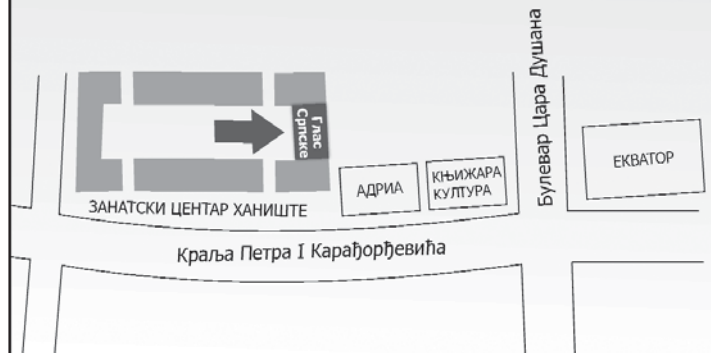 Булевар Цара Душана
Глас
Српске
ЕКВАТОР
АДРИА
КЊИЖАРА
КУЛТУРА
ЗАНАТСКИ ЦЕНТАР ХАНИШТЕ
Краља Петра I Карађорђевића